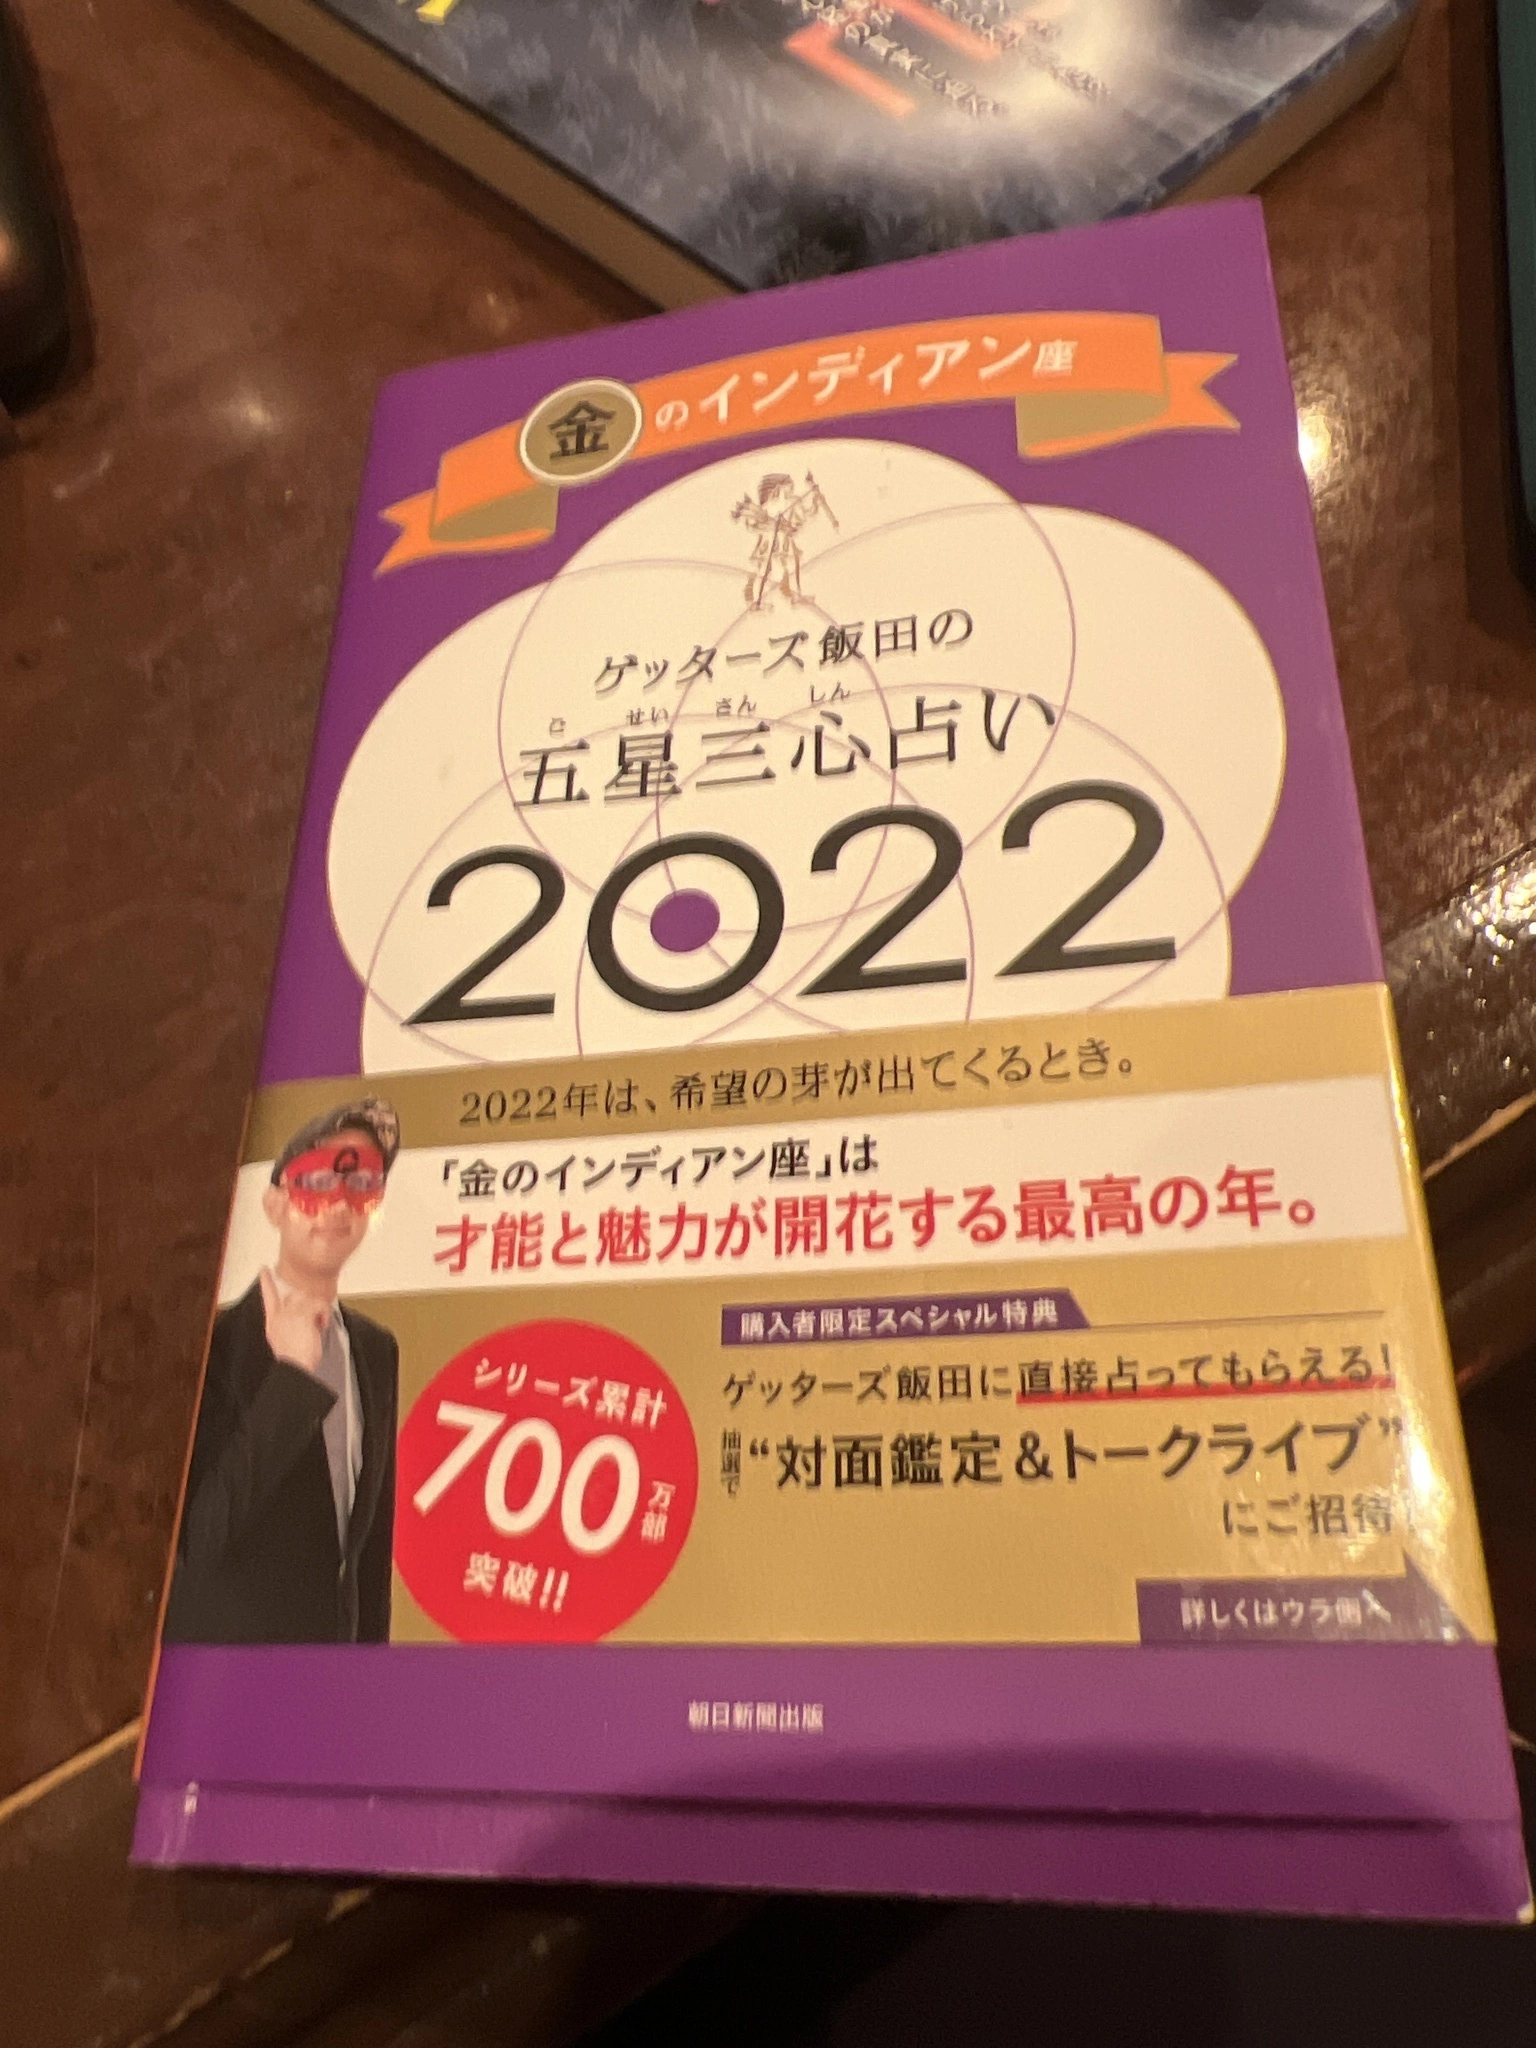 の真実に迫る
金のインディアン座
ゲッターズ飯田の
ごせいさんしん
五星三心占い
2022
2022年は、希望の芽が出てくるとき。
「金のインディアン座」は
才能と魅力が開花する最高の年。
シリーズ累計
700万部
突破!!
購入者限定スペシャル特典
ゲッターズ飯田に直接占ってもらえる!
抽選で“対面鑑定&トークライブ”
にご招待!
詳しくはウラ側へ
朝日新聞出版